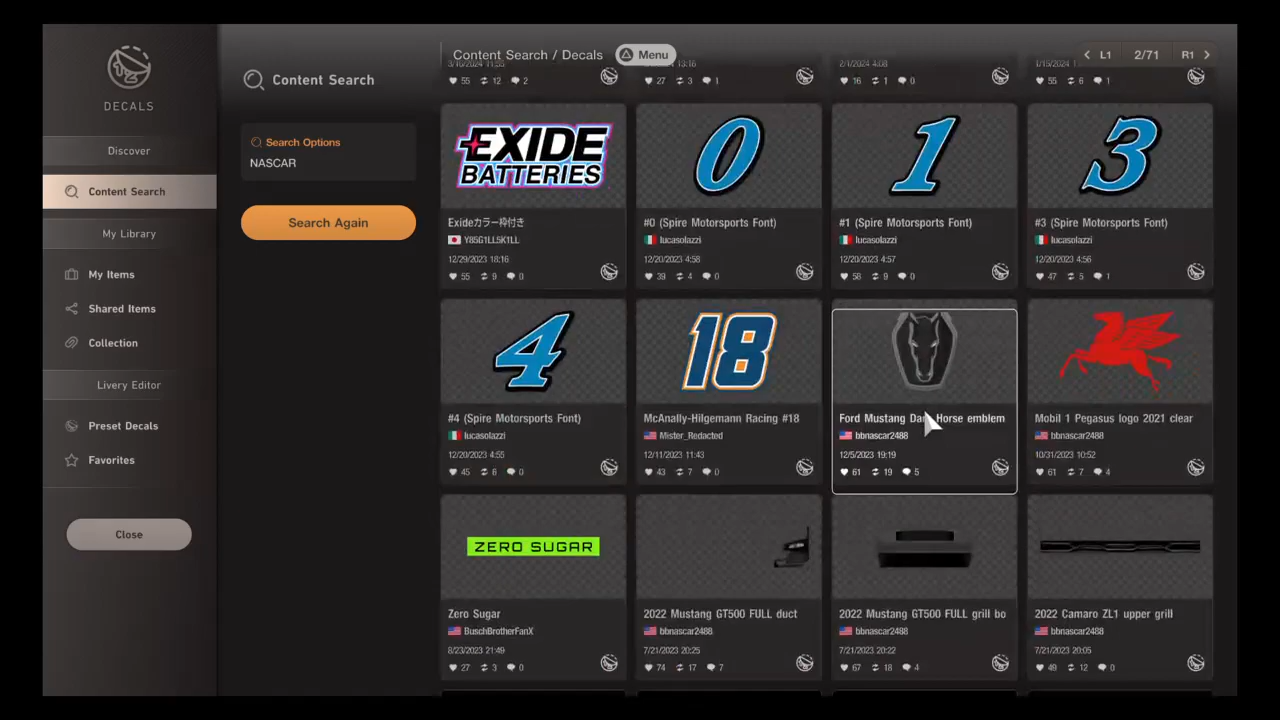 DECALS
Discover
Content Search
My Library
My Items
Shared Items
Collection
Livery Editor
Preset Decals
Favorites
Close
Content Search
Search Options
NASCAR
Search Again
Content Search / Decals
Menu
L1
2/71
R1
55 12 2
27 3 1
2/1/2024 4:08
16 1 0
55 6 1
EXIDE
BATTERIES
Exideカラー枠付き
Y85G1LL5K1LL
12/29/2023 18:16
55 9 0
0
#0 (Spire Motorsports Font)
lucasolazzi
12/20/2023 4:58
39 4 0
1
#1 (Spire Motorsports Font)
lucasolazzi
12/20/2023 4:57
58 9 0
3
#3 (Spire Motorsports Font)
lucasolazzi
12/20/2023 4:56
47 5 1
4
#4 (Spire Motorsports Font)
lucasolazzi
12/20/2023 4:55
45 6 0
18
McAnally-Hilgemann Racing #18
Mister_Redacted
12/11/2023 11:43
43 7 0
Ford Mustang Da Horse emblem
bbnascar2488
12/5/2023 19:19
61 19 5
Mobil 1 Pegasus logo 2021 clear
bbnascar2488
10/31/2023 10:52
61 7 4
ZERO SUGAR
Zero Sugar
BuschBrotherFanX
8/23/2023 21:49
27 3 0
2022 Mustang GT500 FULL duct
bbnascar2488
7/21/2023 20:25
74 17 7
2022 Mustang GT500 FULL grill bo
bbnascar2488
7/21/2023 20:22
67 18 4
2022 Camaro ZL1 upper grill
bbnascar2488
7/21/2023 20:05
49 12 0